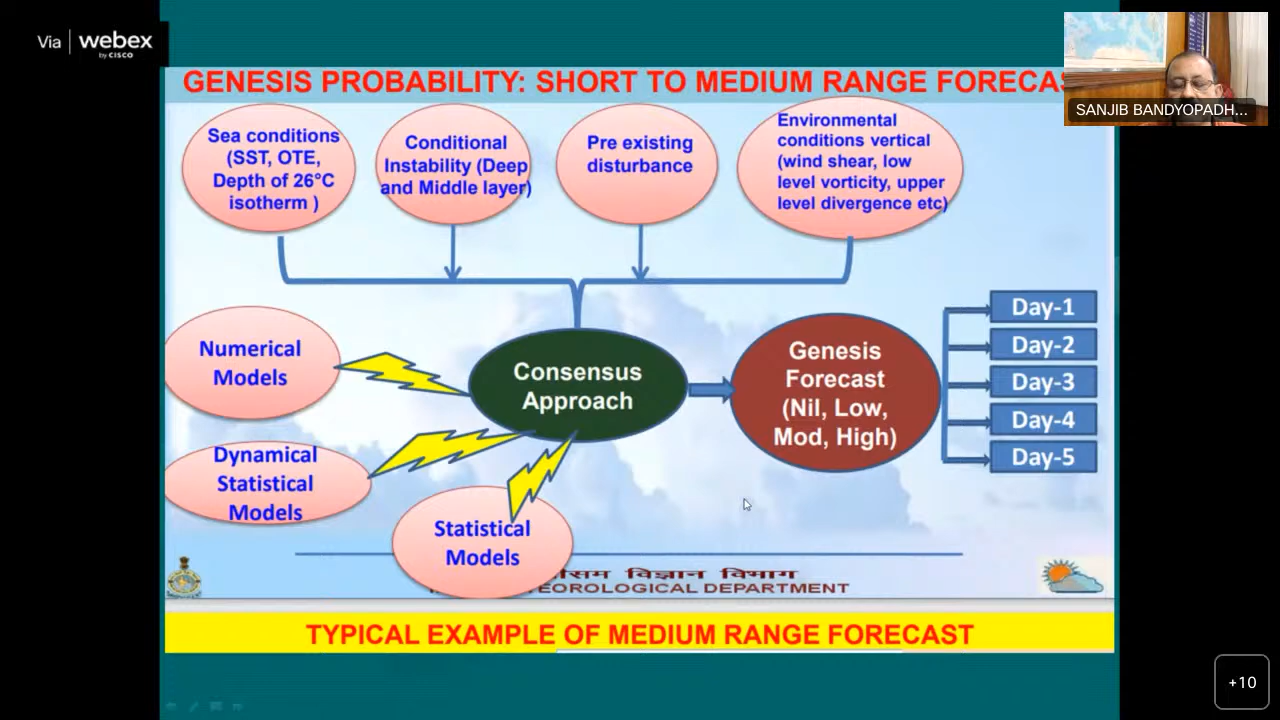 Via webex
by CISCO
SANJIB BANDYOPADH...
GENESIS PROBABILITY: SHORT TO MEDIUM RANGE
Sea conditions
(SST, OTE,
Depth of 26°C
isotherm )
Conditional
Instability (Deep
and Middle layer)
Pre existing
disturbance
Environmental
conditions vertical
(wind shear, low
level vorticity, upper
level divergence etc)
Numerical
Models
Consensus
Approach
Genesis
Forecast
(Nil, Low,
Mod, High)
Day-1
Day-2
Day-3
Day-4
Day-5
Dynamical
Statistical
Models
Statistical
Models
विज्ञान विभाग
DEPARTMENT
TYPICAL EXAMPLE OF MEDIUM RANGE FORECAST
+10